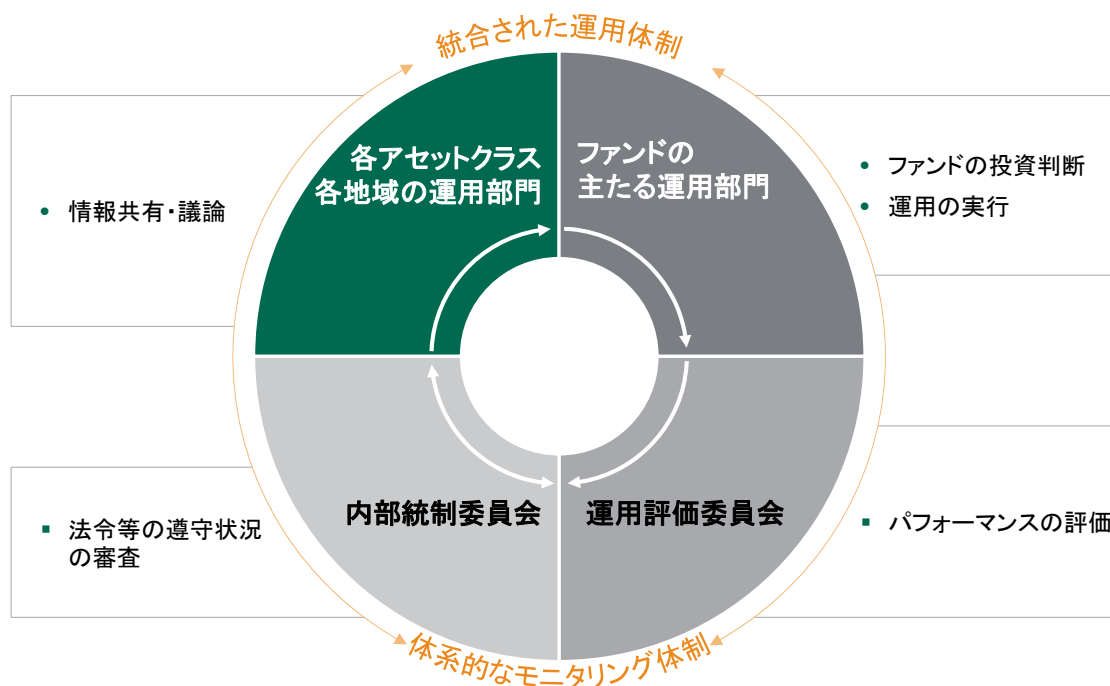 統合された運用体制
各アセットクラス
各地域の運用部門
ファンドの
主たる運用部門
• 情報共有・議論
• ファンドの投資判断
• 運用の実行
内部統制委員会
運用評価委員会
▪ 法令等の遵守状況
の審査
▪ パフォーマンスの評価
体系的なモニタリング体制